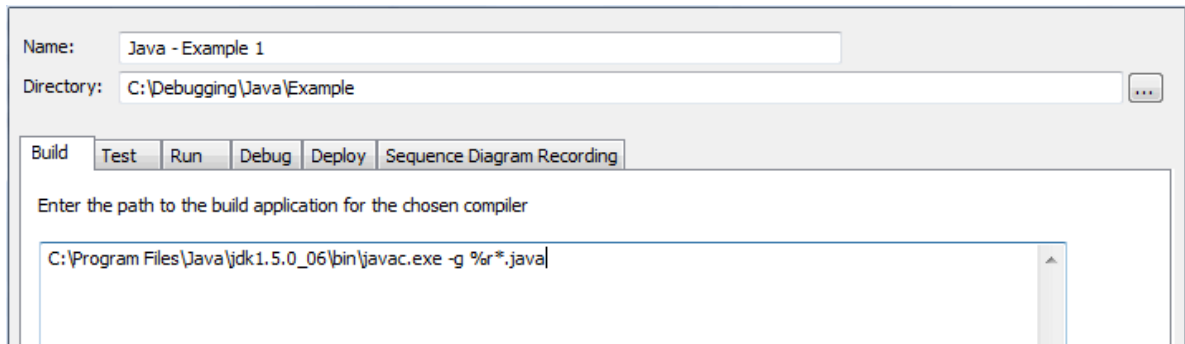 Name: Java - Example 1
Directory: C:\Debugging\Java\Example ...
Build Test Run Debug Deploy Sequence Diagram Recording
Enter the path to the build application for the chosen compiler
C:\Program Files\Java\jdk1.5.0_06\bin\javac.exe -g %r*.java